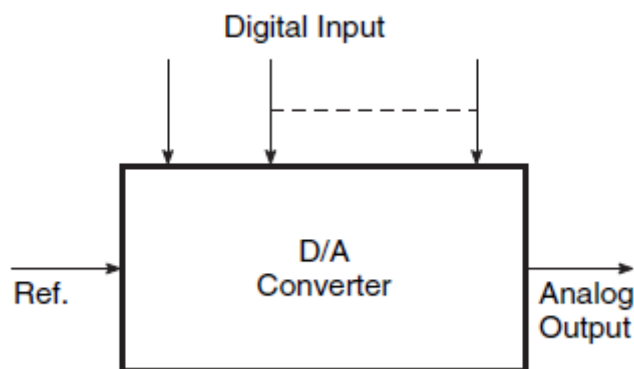 Digital Input
D/A
Converter
Ref.
Analog
Output